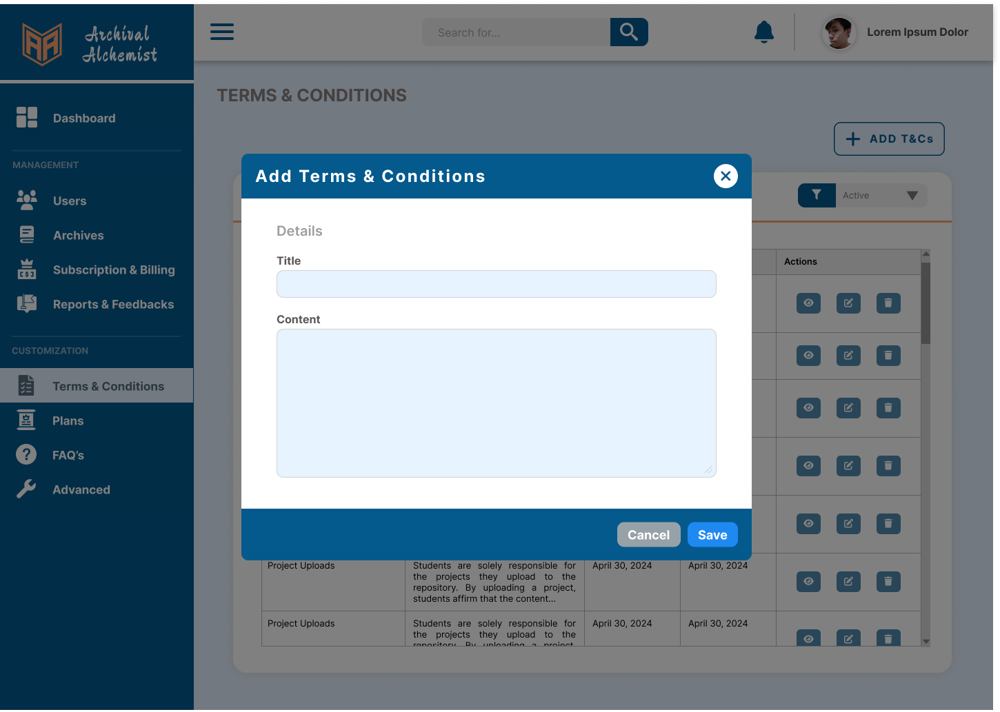 Archival
Alchemist
Search for...
Lorem Ipsum Dolor
Dashboard
MANAGEMENT
Users
Archives
Subscription & Billing
Reports & Feedbacks
CUSTOMIZATION
Terms & Conditions
Plans
FAQ's
Advanced
TERMS & CONDITIONS
ADD T&Cs
Active
Actions
Add Terms & Conditions
Details
Title
Content
Cancel
Save
Project Uploads
Students are solely responsible for
the projects they upload to the
repository. By uploading a project,
students affirm that the content...
April 30, 2024
April 30, 2024
Project Uploads
Students are solely responsible for
the projects they upload to the
repository. By uploading a project,
April 30, 2024
April 30, 2024